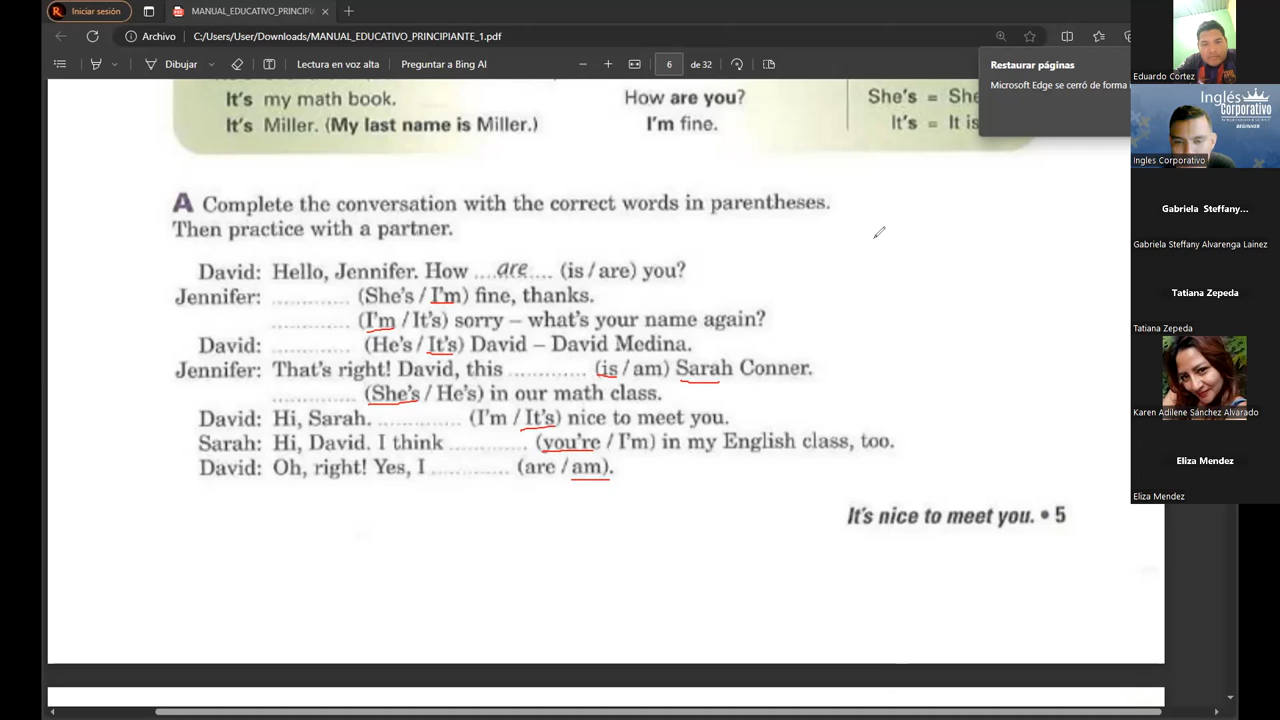 Iniciar sesión
MANUAL_EDUCATIVO_PRINCIPI
Archivo
C:/Users/User/Downloads/MANUAL_EDUCATIVO_PRINCIPIANTE_1.pdf
Dibujar
Lectura en voz alta
Preguntar a Bing AI
6
de 32
Restaurar páginas
Microsoft Edge se cerró de forma
It's my math book.
How are you?
She's = She
It's Miller. (My last name is Miller.)
I'm fine.
It's = It is
A Complete the conversation with the correct words in parentheses.
Then practice with a partner.
David: Hello, Jennifer. How ....are.... (is / are) you?
Jennifer: ............ (She's / I'm) fine, thanks.
............ (I'm / It's) sorry – what's your name again?
David: ............ (He's / It's) David – David Medina.
Jennifer: That's right! David, this ............ (is / am) Sarah Conner.
............ (She's / He's) in our math class.
David: Hi, Sarah. ............ (I'm / It's) nice to meet you.
Sarah: Hi, David. I think ............ (you're / I'm) in my English class, too.
David: Oh, right! Yes, I ............ (are / am).
It's nice to meet you. • 5
Eduardo Cortez
Inglés
Corporativo
BEGINNER
Ingles Corporativo
Gabriela Steffany...
Gabriela Steffany Alvarenga Lainez
Tatiana Zepeda
Tatiana Zepeda
Karen Adilene Sánchez Alvarado
Eliza Mendez
Eliza Mendez